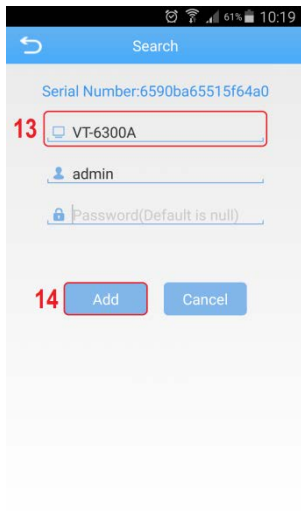 61% 10:19
Search
Serial Number:6590ba65515f64a0
13 VT-6300A
admin
Password(Default is null)
14 Add Cancel